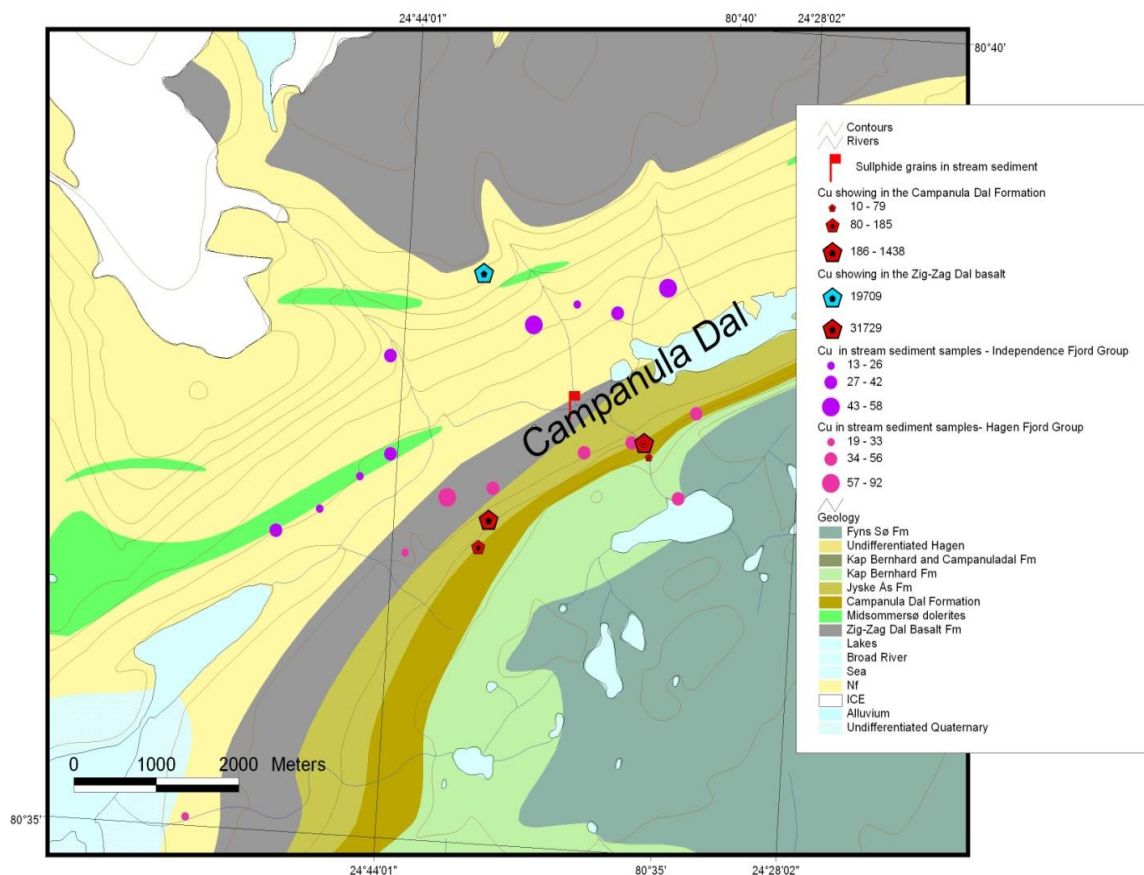 24°44'01"
80°40'
24°28'02"
80°40'
Contours
Rivers
Sullphide grains in stream sediment
Cu showing in the Campanula Dal Formation
10 - 79
80 - 185
186 - 1438
Cu showing in the Zig-Zag Dal basalt
19709
31729
Cu in stream sediment samples - Independence Fjord Group
13 - 26
27 - 42
43 - 58
Cu in stream sediment samples- Hagen Fjord Group
19 - 33
34 - 56
57 - 92
Geology
Fyns Sø Fm
Undifferentiated Hagen
Kap Bernhard and Campanuladal Fm
Kap Bernhard Fm
Jyske Ås Fm
Campanula Dal Formation
Midsommersø dolerites
Zig-Zag Dal Basalt Fm
Lakes
Broad River
Sea
Nf
ICE
Alluvium
Undifferentiated Quaternary
Campanula Dal
0 1000 2000 Meters
80°35'
24°44'01"
80°35'
24°28'02"